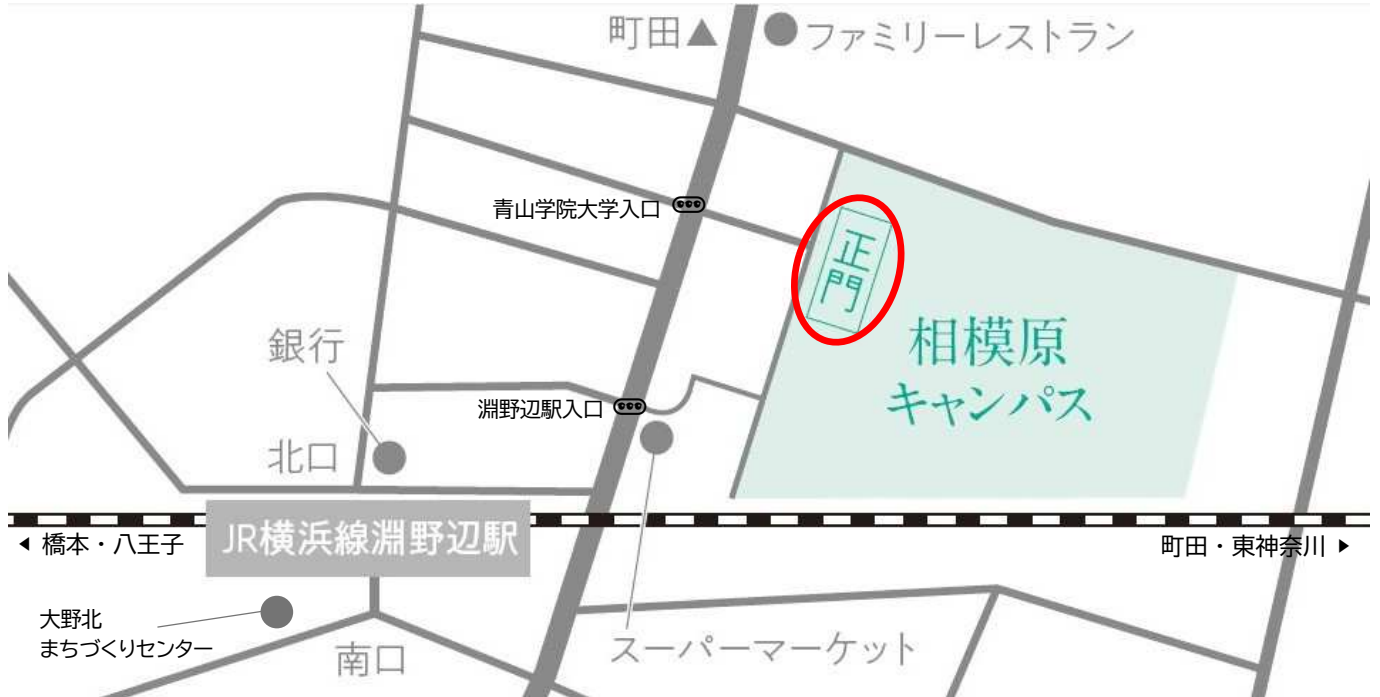 町田▲
ファミリーレストラン
青山学院大学入口
正門
銀行
相模原
キャンパス
淵野辺駅入口
北口
JR横浜線淵野辺駅
◀ 橋本・八王子
町田・東神奈川 ▶
大野北
まちづくりセンター
南口
スーパーマーケット